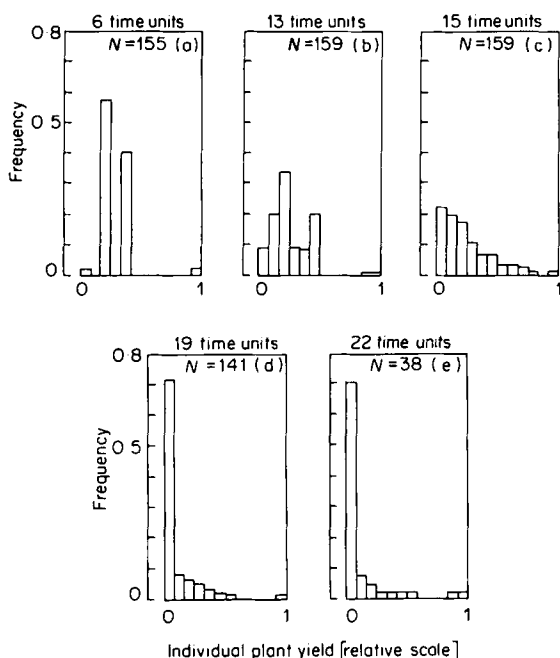 6 time units
N=155 (a)
13 time units
N=159 (b)
15 time units
N=159 (c)
0·8
0·5
0
Frequency
0 1
0 1
0 1
19 time units
N=141 (d)
22 time units
N=38 (e)
0·8
0·5
0
Frequency
0 1
0 1
Individual plant yield [relative scale]